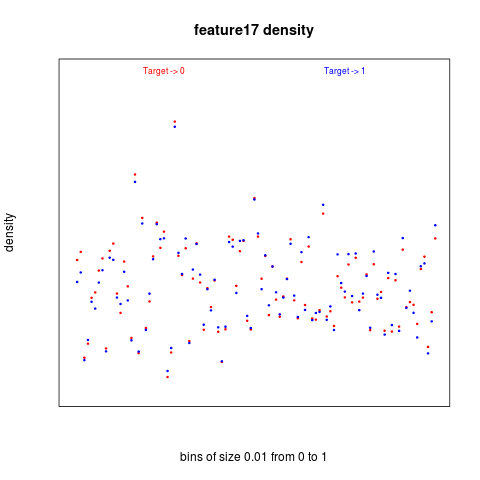 feature17 density
Target -> 0
Target -> 1
density
bins of size 0.01 from 0 to 1